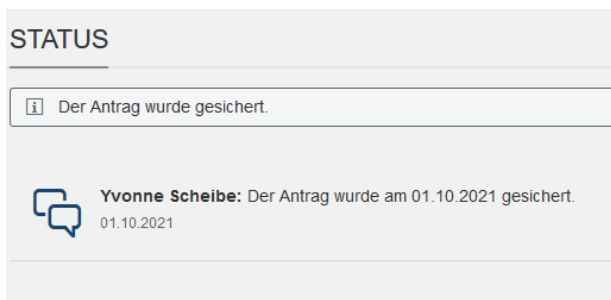 STATUS
Der Antrag wurde gesichert.
Yvonne Scheibe: Der Antrag wurde am 01.10.2021 gesichert.
01.10.2021